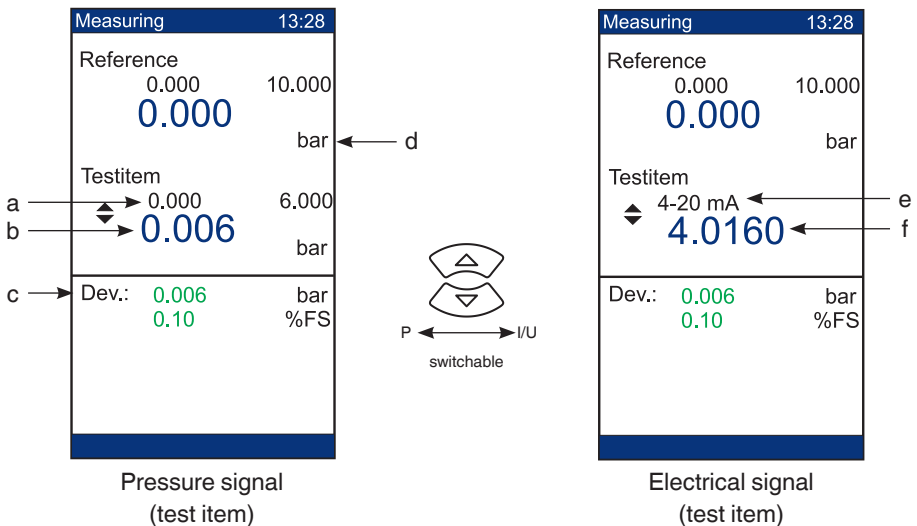 Measuring 13:28
Reference
0.000 10.000
0.000
bar
d
Testitem
a
0.000 6.000
b
0.006
bar
c
Dev.: 0.006 bar
0.10 %FS
Pressure signal
(test item)
P I/U
switchable
Measuring 13:28
Reference
0.000 10.000
0.000
bar
Testitem
4-20 mA
e
4.0160
f
Dev.: 0.006 bar
0.10 %FS
Electrical signal
(test item)